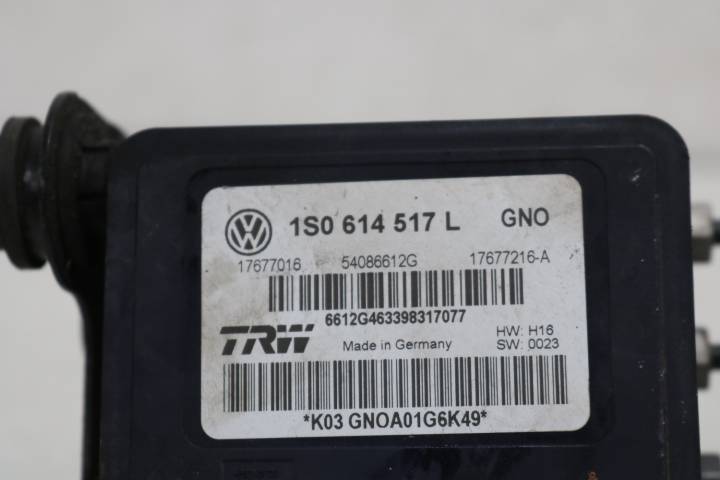 1S0 614 517 L GNO
17677016 54086612G 17677216-A
6612G463398317077
TRW Made in Germany HW: H16
SW: 0023
*K03 GNOA01G6K49*